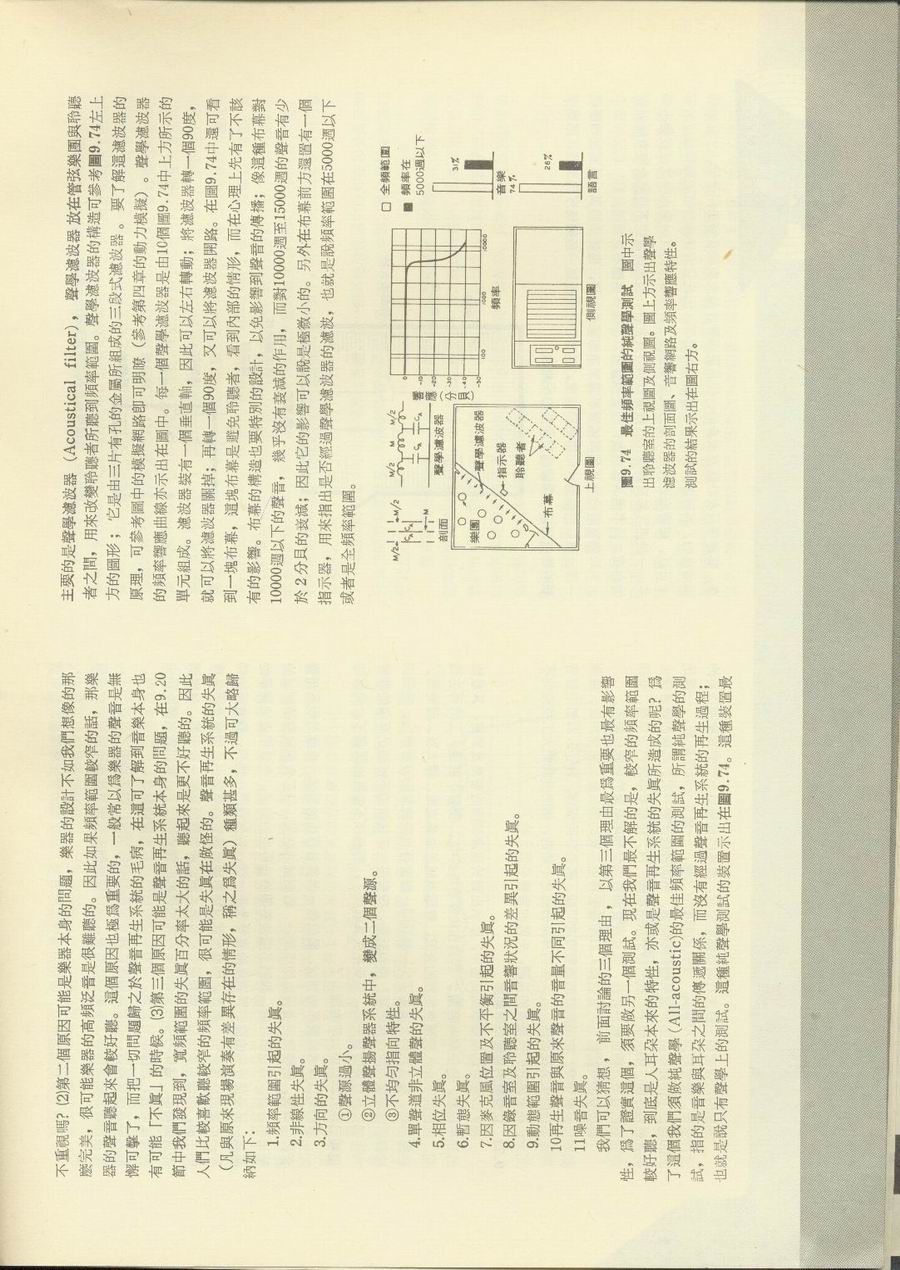 不重視嗎？⑵第二個原因可能是樂器本身的問題，樂器的設計不如我們想像的那
麼完美，很可能樂器的高頻泛音是很難聽的。因此如果頻率範圍較窄的話，那樂
器的聲音聽起來會較好聽。這個原因也極爲重要的，一般常以爲樂器的聲音是無
懈可擊了，而把一切問題歸之於聲音再生系統的毛病，在這可了解到音樂本身也
有可能「不眞」的時候。⑶第三個原因可能是聲音再生系統本身的問題，在9.20
節中我們發現到，寬頻範圍的失眞百分率太大的話，聽起來是更不好聽的。因此
人們比較喜歡聽較窄的頻率範圍，很可能是失眞在做怪的。聲音再生系統的失眞
（凡與原來現場演奏有差異存在的情形，稱之爲失眞）種類甚多，不過可大略歸
納如下：
1.頻率範圍引起的失眞。
2.非線性失眞。
3.方向的失眞。
①聲源過小。
②立體聲揚聲器系統中，變成二個聲源。
③不均勻指向特性。
4.單聲道非立體聲的失眞。
5.相位失眞。
6.暫態失眞。
7.因麥克風位置及不平衡引起的失眞。
8.因錄音室及聆聽室之間音響狀況的差異引起的失眞。
9.動態範圍引起的失眞。
10再生聲音與原來聲音的音量不同引起的失眞。
11噪音失眞。
我們可以猜想，前面討論的三個理由，以第三個理由最爲重要也最有影響
性，爲了證實這個，須要做另一個測試。現在我們最不解的是，較窄的頻率範圍
較好聽，到底是人耳朶本來的特性，亦或是聲音再生系統的失眞所造成的呢？爲
了這個我們須做純聲學(All-acoustic)的最佳頻率範圍的測試，所謂純聲學的測
試，指的是音樂與耳朶之間的傳遞關係，而沒有經過聲音再生系統的再生過程；
也就是說只有聲學上的測試。這種純聲學測試的裝置示出在圖9.74。這種裝置最
主要的是聲學濾波器（Acoustical filter），聲學濾波器放在管弦樂團與聆聽
者之間，用來改變聆聽者所聽到頻率範圍。聲學濾波器的構造可參考圖9.74左上
方的圖形；它是由三片有孔的金屬所組成的三段式濾波器。要了解這濾波器的
原理，可參考圖中的模擬網路即可明瞭（參考第四章的動力模擬）。聲學濾波器
的頻率響應曲線亦示出在圖中。每一個聲學濾波器是由10個圖9.74中上方所示的
單元組成。濾波器裝有一個垂直軸，因此可以左右轉動；將濾波器轉一個90度，
就可以將濾波器關掉；再轉一個90度，又可以將濾波器開路。在圖9.74中還可看
到一塊布幕，這塊布幕是避免聆聽者，看到內部的情形，而在心理上先有了不該
有的影響。布幕的構造也要特別的設計，以免影響到聲音的傳播；像這種布幕對
10000週以下的聲音，幾乎沒有衰減的作用，而對10000週至15000週的聲音有少
於２分貝的衰減；因此它的影響可以說是極微小的。另外在布幕前方還置有一個
指示器，用來指出是否經過聲學濾波器的濾波，也就是說頻率範圍在5000週以下
或者是全頻率範圍。
M/2 M M/2
剖面
M/2 M M/2
C₁ C₂
聲學濾波器
響應（分貝）
0
-10
-20
-30
-40
-50
100
1000
10000
頻率
□ 全頻範圍
■ 頻率在
5000週以下
31%
音樂
74%
26%
語言
樂團
聲學濾波器
指示器
聆聽者
布幕
上視圖
側視圖
圖9.74 最佳頻率範圍的純聲學測試 圖中示
出聆聽室的上視圖及側視圖。圖上方示出聲學
濾波器的剖面圖、音響網路及頻率響應特性。
測試的結果示出在圖右方。